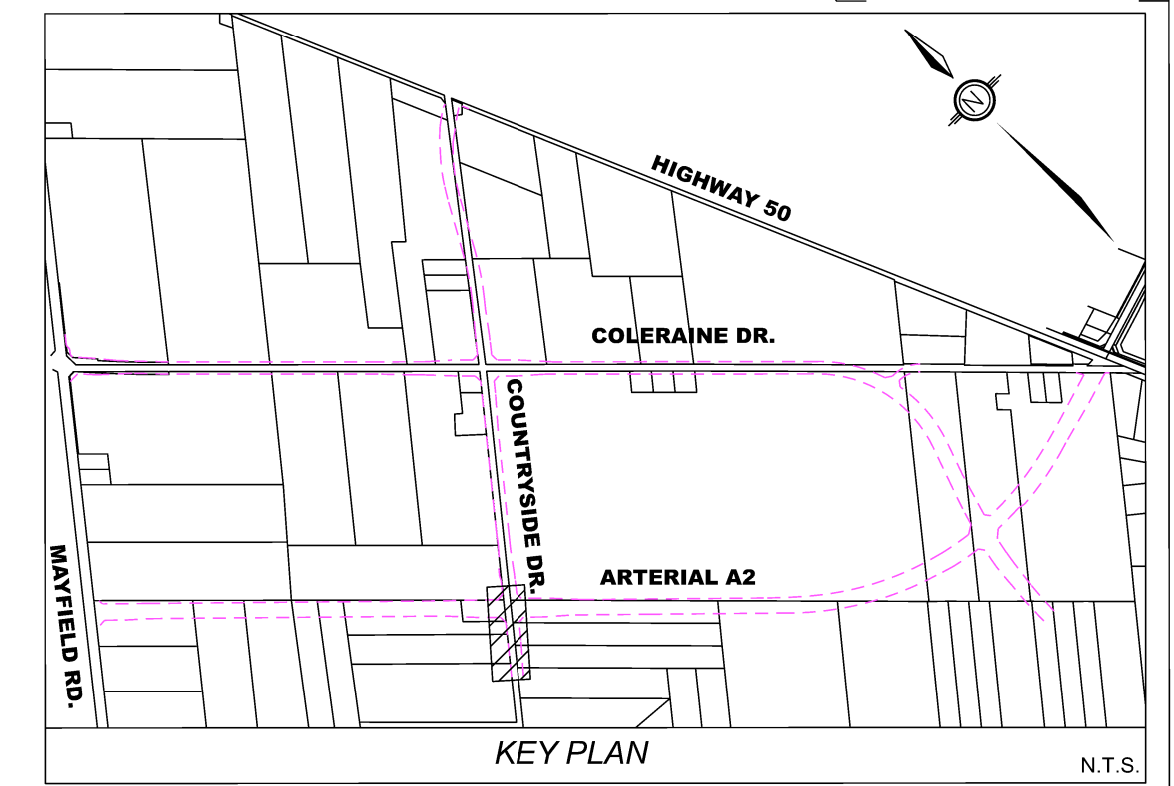 N
HIGHWAY 50
COLERAINE DR.
COUNTRYSIDE DR.
MAYFIELD RD.
ARTERIAL A2
KEY PLAN
N.T.S.